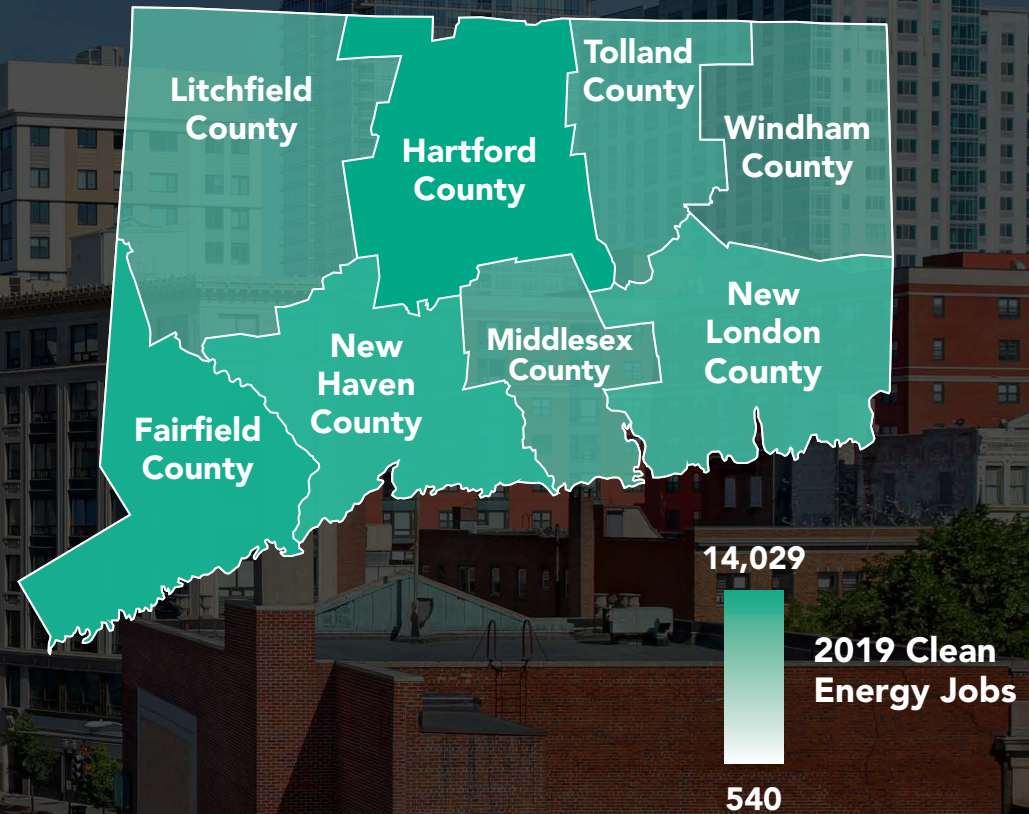 Litchfield
County
Hartford
County
Tolland
County
Windham
County
Fairfield
County
New
Haven
County
Middlesex
County
New
London
County
14,029
2019 Clean
Energy Jobs
540